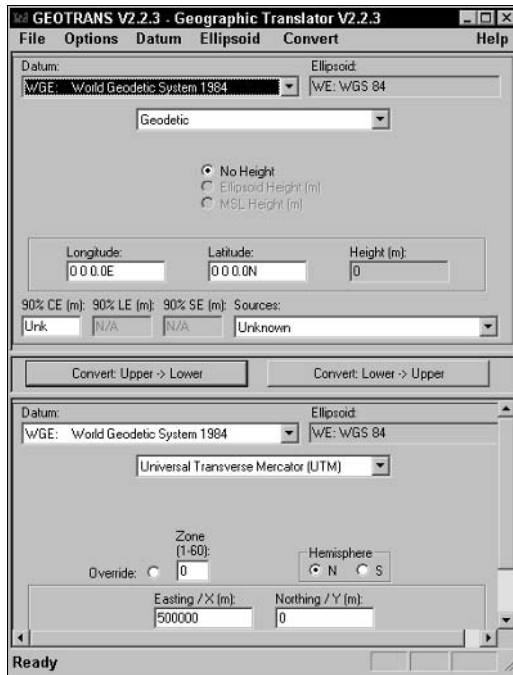 GEOTRANS V2.2.3 - Geographic Translator V2.2.3
File Options Datum Ellipsoid Convert Help
Datum: Ellipsoid:
WGE: World Geodetic System 1984 WE: WGS 84
Geodetic
No Height
Ellipsoid Height (m)
MSL Height (m)
Longitude: Latitude: Height (m):
0 0 0.0E 0 0 0.0N 0
90% CE (m): 90% LE (m): 90% SE (m): Sources:
Unk N/A N/A Unknown
Convert: Upper -> Lower Convert: Lower -> Upper
Datum: Ellipsoid:
WGE: World Geodetic System 1984 WE: WGS 84
Universal Transverse Mercator (UTM)
Zone
(1-60):
Hemisphere
Override: 0 N S
Easting / X (m): Northing / Y (m):
500000 0
Ready